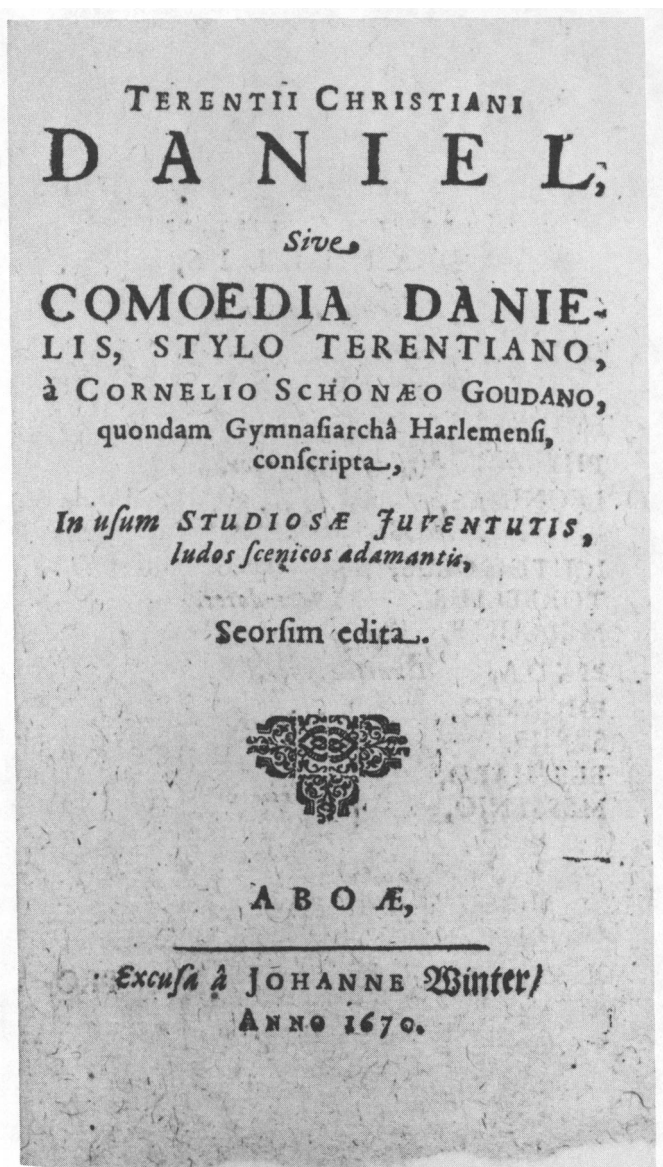 TERENTII CHRISTIANI
DANIEL,
Sive
COMOEDIA DANIE-
LIS, STYLO TERENTIANO,
à CORNELIO SCHONÆO GOUDANO,
quondam Gymnaſiarchâ Harlemenſi,
conſcripta,
In uſum STUDIOSÆ JUVENTUTIS,
ludos ſcenicos adamantis,
Seorſim edita.
ABOÆ,
Excuſa â JOHANNE Winter/
ANNO 1670.